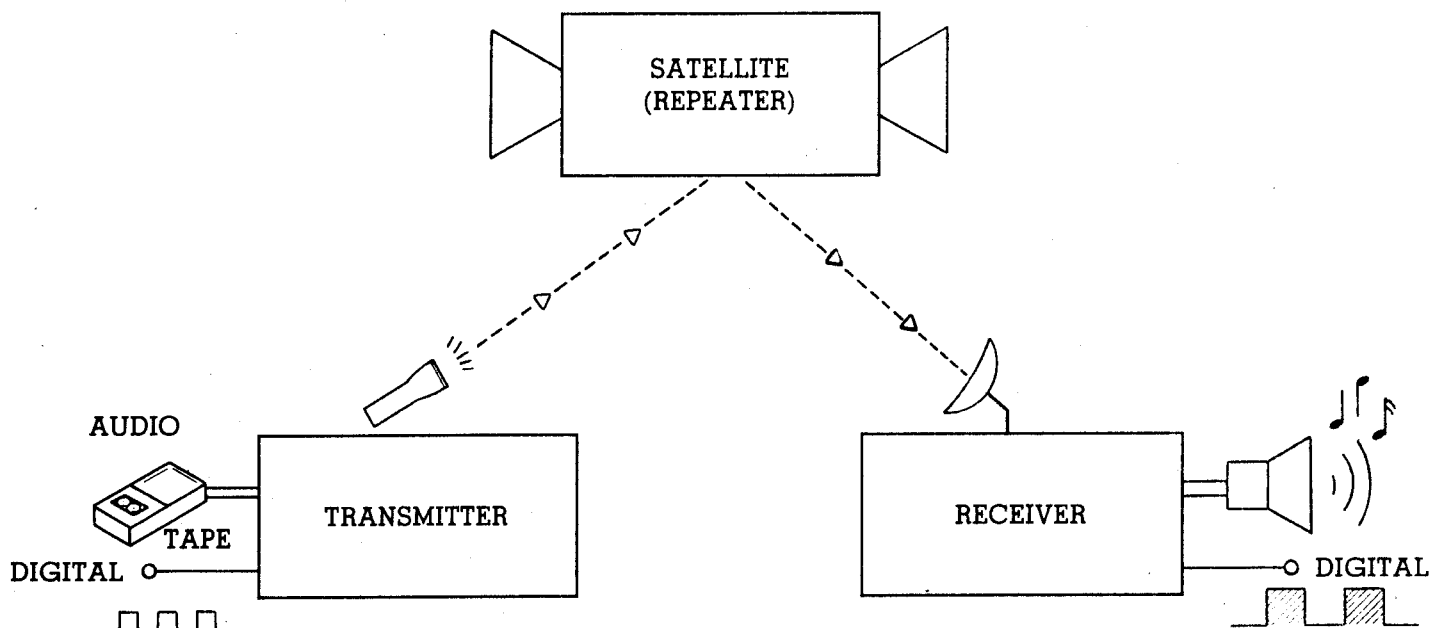 SATELLITE
(REPEATER)
AUDIO
TAPE
TRANSMITTER
DIGITAL
RECEIVER
DIGITAL